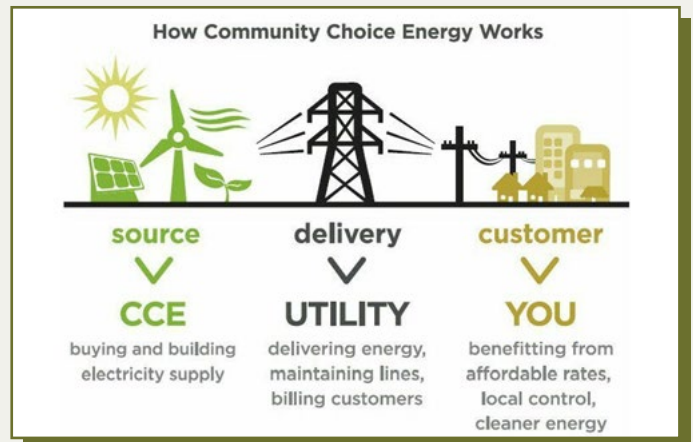 How Community Choice Energy Works
source
delivery
customer
CCE
UTILITY
YOU
buying and building
electricity supply
delivering energy,
maintaining lines,
billing customers
benefitting from
affordable rates,
local control,
cleaner energy